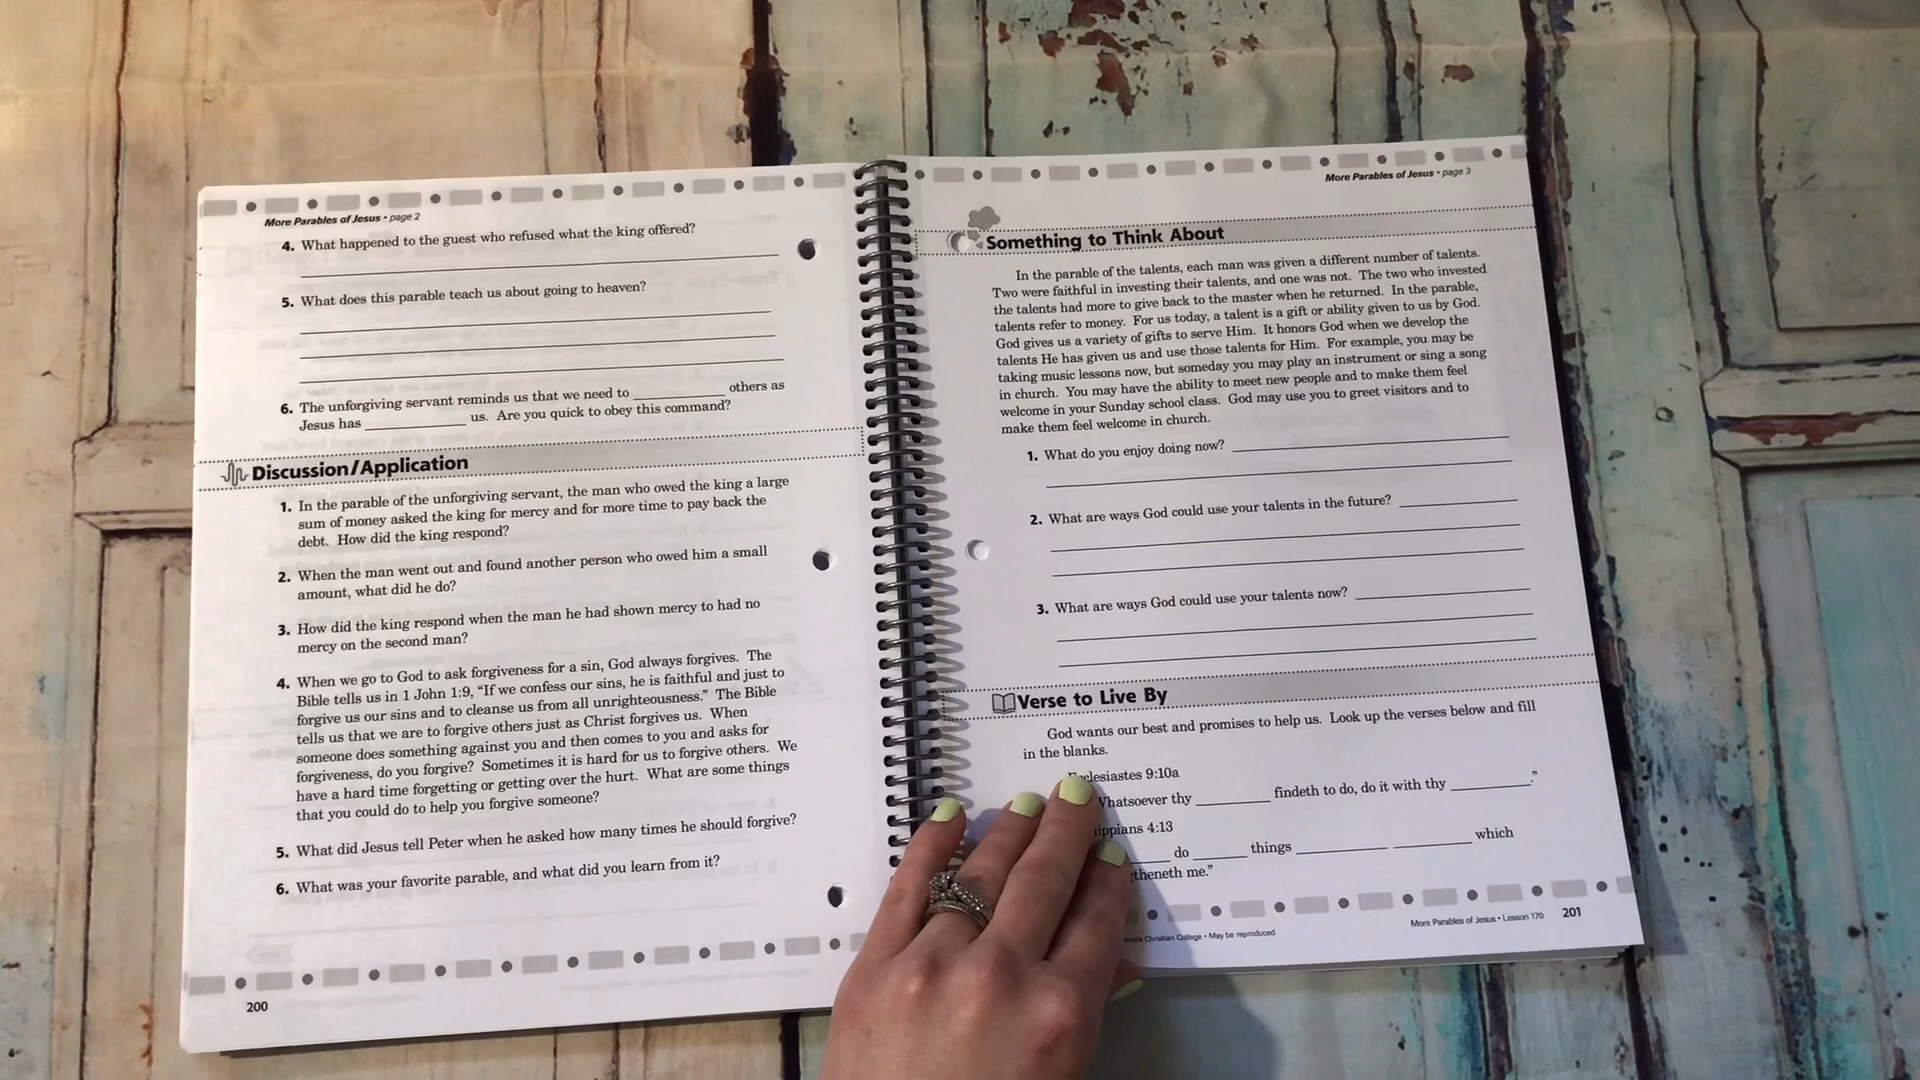 More Parables of Jesus • page 2
4. What happened to the guest who refused what the king offered?
5. What does this parable teach us about going to heaven?
6. The unforgiving servant reminds us that we need to __________ others as
Jesus has __________ us. Are you quick to obey this command?
Discussion/Application
1. In the parable of the unforgiving servant, the man who owed the king a large
sum of money asked the king for mercy and for more time to pay back the
debt. How did the king respond?
2. When the man went out and found another person who owed him a small
amount, what did he do?
3. How did the king respond when the man he had shown mercy to had no
mercy on the second man?
4. When we go to God to ask forgiveness for a sin, God always forgives. The
Bible tells us in 1 John 1:9, “If we confess our sins, he is faithful and just to
forgive us our sins and to cleanse us from all unrighteousness.” The Bible
tells us that we are to forgive others just as Christ forgives us. When
someone does something against you and then comes to you and asks for
forgiveness, do you forgive? Sometimes it is hard for us to forgive others. We
have a hard time forgetting or getting over the hurt. What are some things
that you could do to help you forgive someone?
5. What did Jesus tell Peter when he asked how many times he should forgive?
6. What was your favorite parable, and what did you learn from it?
200
More Parables of Jesus • page 3
Something to Think About
In the parable of the talents, each man was given a different number of talents.
Two were faithful in investing their talents, and one was not. The two who invested
the talents had more to give back to the master when he returned. In the parable,
talents refer to money. For us today, a talent is a gift or ability given to us by God.
God gives us a variety of gifts to serve Him. It honors God when we develop the
talents He has given us and use those talents for Him. For example, you may be
taking music lessons now, but someday you may play an instrument or sing a song
in church. You may have the ability to meet new people and to make them feel
welcome in your Sunday school class. God may use you to greet visitors and to
make them feel welcome in church.
1. What do you enjoy doing now?
2. What are ways God could use your talents in the future?
3. What are ways God could use your talents now?
Verse to Live By
God wants our best and promises to help us. Look up the verses below and fill
in the blanks.
Ecclesiastes 9:10a
Whatsoever thy ________ findeth to do, do it with thy ________.”
ippians 4:13
____ do ______ things __________ ________ which
theneth me.”
Christian College • May be reproduced.
More Parables of Jesus • Lesson 170 201